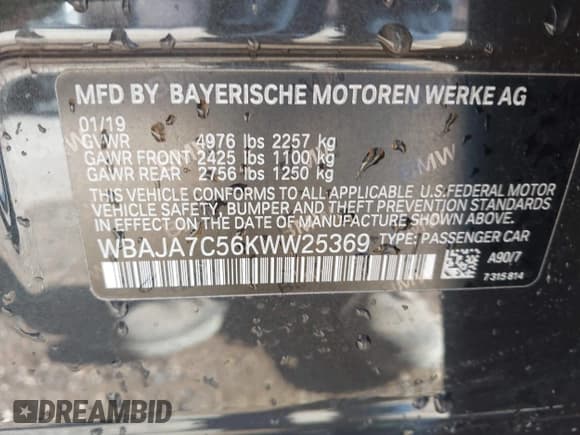 MFD BY BAYERISCHE MOTOREN WERKE AG
01/19
GVWR 4976 lbs 2257 kg
GAWR FRONT 2425 lbs 1100 kg
GAWR REAR 2756 lbs 1250 kg
THIS VEHICLE CONFORMS TO ALL APPLICABLE U.S.FEDERAL MOTOR
VEHICLE SAFETY, BUMPER AND THEFT PREVENTION STANDARDS
IN EFFECT ON THE DATE OF MANUFACTURE SHOWN ABOVE.
WBAJA7C56KWW25369 TYPE: PASSENGER CAR
A90/7
7315814
BMW
DREAMBID